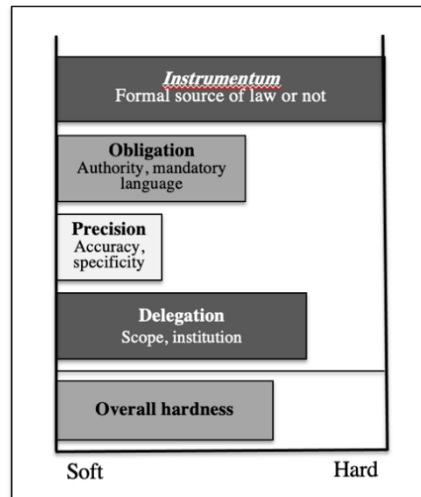 Instrumentum
Formal source of law or not
Obligation
Authority, mandatory
language
Precision
Accuracy,
specificity
Delegation
Scope, institution
Overall hardness
Soft
Hard